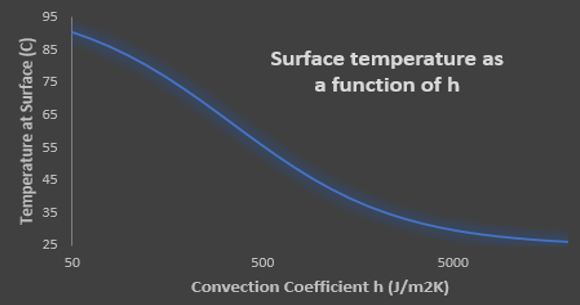 95
85
75
65
55
45
35
25
Temperature at Surface (C)
Surface temperature as
a function of h
50
500
5000
Convection Coefficient h (J/m2K)